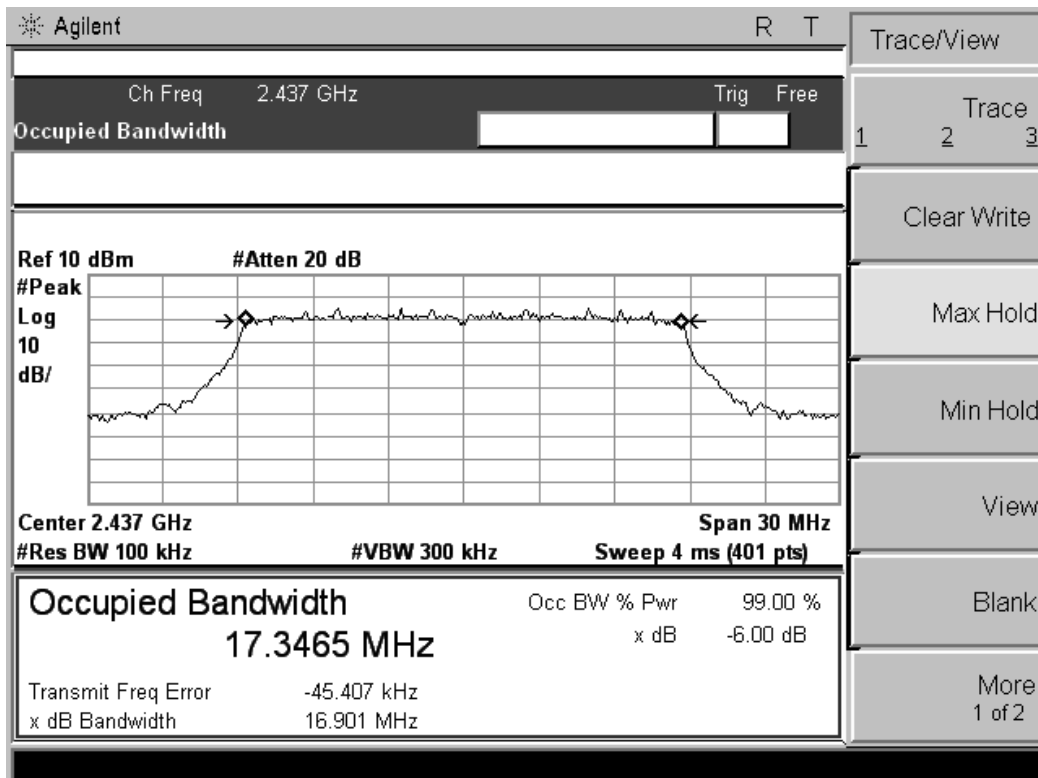 Agilent R T
Trace/View
Ch Freq 2.437 GHz Trig Free
Occupied Bandwidth
Trace
1 2 3
Clear Write
Ref 10 dBm #Atten 20 dB
#Peak
Log
10
dB/
Max Hold
Min Hold
View
Center 2.437 GHz Span 30 MHz
#Res BW 100 kHz #VBW 300 kHz Sweep 4 ms (401 pts)
Occupied Bandwidth
17.3465 MHz
Occ BW % Pwr 99.00 %
x dB -6.00 dB
Transmit Freq Error -45.407 kHz
x dB Bandwidth 16.901 MHz
Blank
More
1 of 2